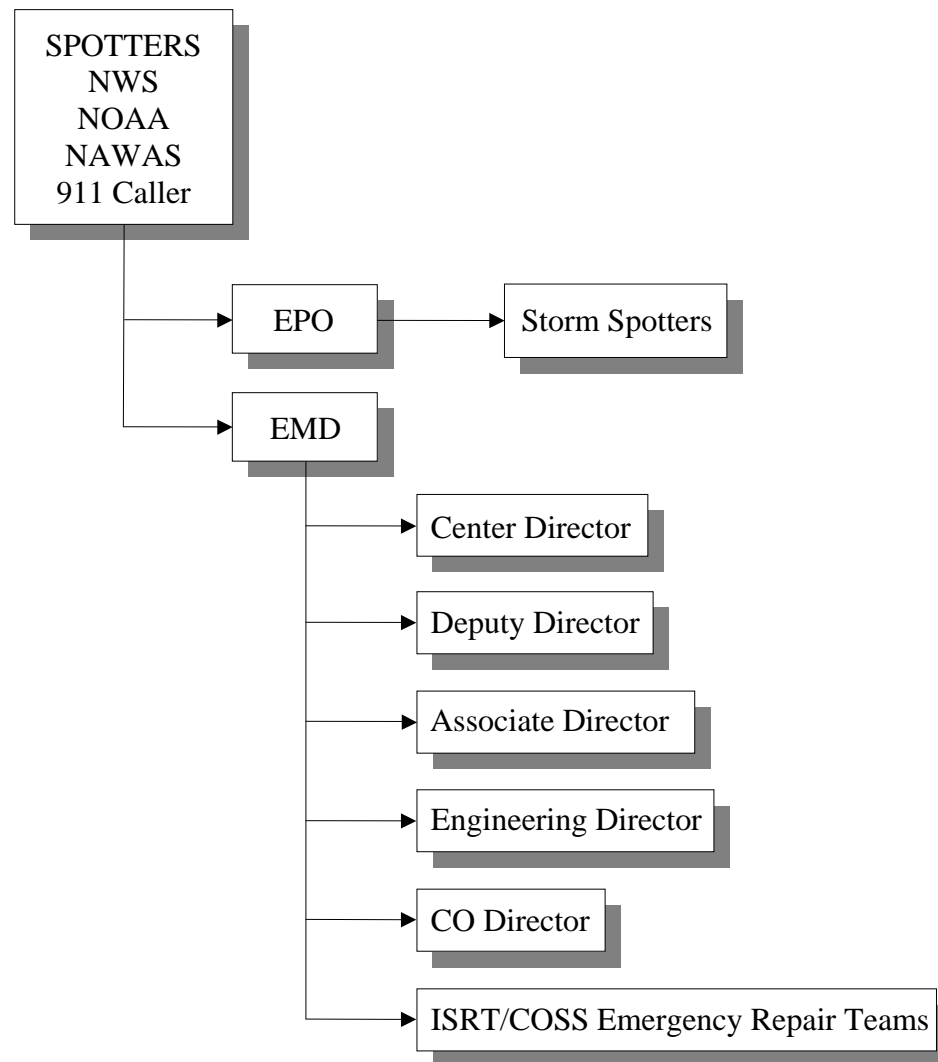 SPOTTERS
NWS
NOAA
NAWAS
911 Caller
EPO
Storm Spotters
EMD
Center Director
Deputy Director
Associate Director
Engineering Director
CO Director
ISRT/COSS Emergency Repair Teams